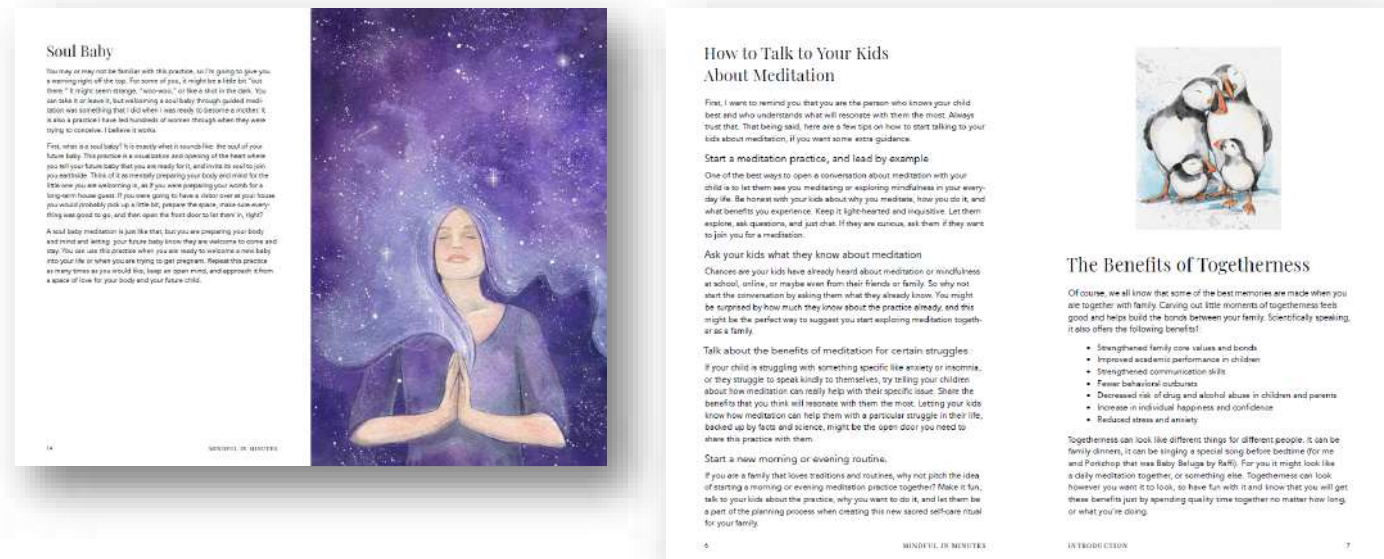 Soul Baby
You may or may not be familiar with this practice, so I'm going to give you
a warning right off the top. For some of you, it might be a little bit "out
there." It might seem strange, "woo-woo," or like a shot in the dark. You
can take it or leave it, but welcoming a soul baby through guided medi-
tation was something that I did when I was ready to become a mother. It
is also a practice I have led hundreds of women through when they were
trying to conceive. I believe it works.
First, what is a soul baby? It is exactly what it sounds like: the soul of your
future baby. This practice is a visualization and opening of the heart where
you tell your future baby that you are ready for it, and invite its soul to join
you earthside. Think of it as mentally preparing your body and mind for the
little one you are welcoming in, as if you were preparing your womb for a
long-term house guest. If you were going to have a visitor over at your house
you would probably pick up a little bit, prepare the space, make sure every-
thing was good to go, and then open the front door to let them in, right?
A soul baby meditation is just like that, but you are preparing your body
and mind and letting your future baby know they are welcome to come and
stay. You can use this practice when you are ready to welcome a new baby
into your life or when you are trying to get pregnant. Repeat this practice
as many times as you would like, keep an open mind, and approach it from
a space of love for your body and your future child.
14
MINDFUL IN MINUTES
How to Talk to Your Kids
About Meditation
First, I want to remind you that you are the person who knows your child
best and who understands what will resonate with them the most. Always
trust that. That being said, here are a few tips on how to start talking to your
kids about meditation, if you want some extra guidance.
Start a meditation practice, and lead by example
One of the best ways to open a conversation about meditation with your
child is to let them see you meditating or exploring mindfulness in your every-
day life. Be honest with your kids about why you meditate, how you do it, and
what benefits you experience. Keep it light-hearted and inquisitive. Let them
explore, ask questions, and just chat. If they are curious, ask them if they want
to join you for a meditation.
Ask your kids what they know about meditation
Chances are your kids have already heard about meditation or mindfulness
at school, online, or maybe even from their friends or family. So why not
start the conversation by asking them what they already know. You might
be surprised by how much they know about the practice already, and this
might be the perfect way to suggest you start exploring meditation togeth-
er as a family.
Talk about the benefits of meditation for certain struggles
If your child is struggling with something specific like anxiety or insomnia,
or they struggle to speak kindly to themselves, try telling your children
about how meditation can really help with their specific issue. Share the
benefits that you think will resonate with them the most. Letting your kids
know how meditation can help them with a particular struggle in their life,
backed up by facts and science, might be the open door you need to
share this practice with them.
Start a new morning or evening routine.
If you are a family that loves traditions and routines, why not pitch the idea
of starting a morning or evening meditation practice together? Make it fun,
talk to your kids about the practice, why you want to do it, and let them be
a part of the planning process when creating this new sacred self-care ritual
for your family.
6
MINDFUL IN MINUTES
The Benefits of Togetherness
Of course, we all know that some of the best memories are made when you
are together with family. Carving out little moments of togetherness feels
good and helps build the bonds between your family. Scientifically speaking,
it also offers the following benefits:
• Strengthened family core values and bonds
• Improved academic performance in children
• Strengthened communication skills
• Fewer behavioral outbursts
• Decreased risk of drug and alcohol abuse in children and parents
• Increase in individual happiness and confidence
• Reduced stress and anxiety
Togetherness can look like different things for different people. It can be
family dinners, it can be singing a special song before bedtime (for me
and Porkchop that was Baby Beluga by Raffi). For you it might look like
a daily meditation together, or something else. Togetherness can look
however you want it to look, so have fun with it and know that you will get
these benefits just by spending quality time together no matter how long,
or what you're doing.
INTRODUCTION
7